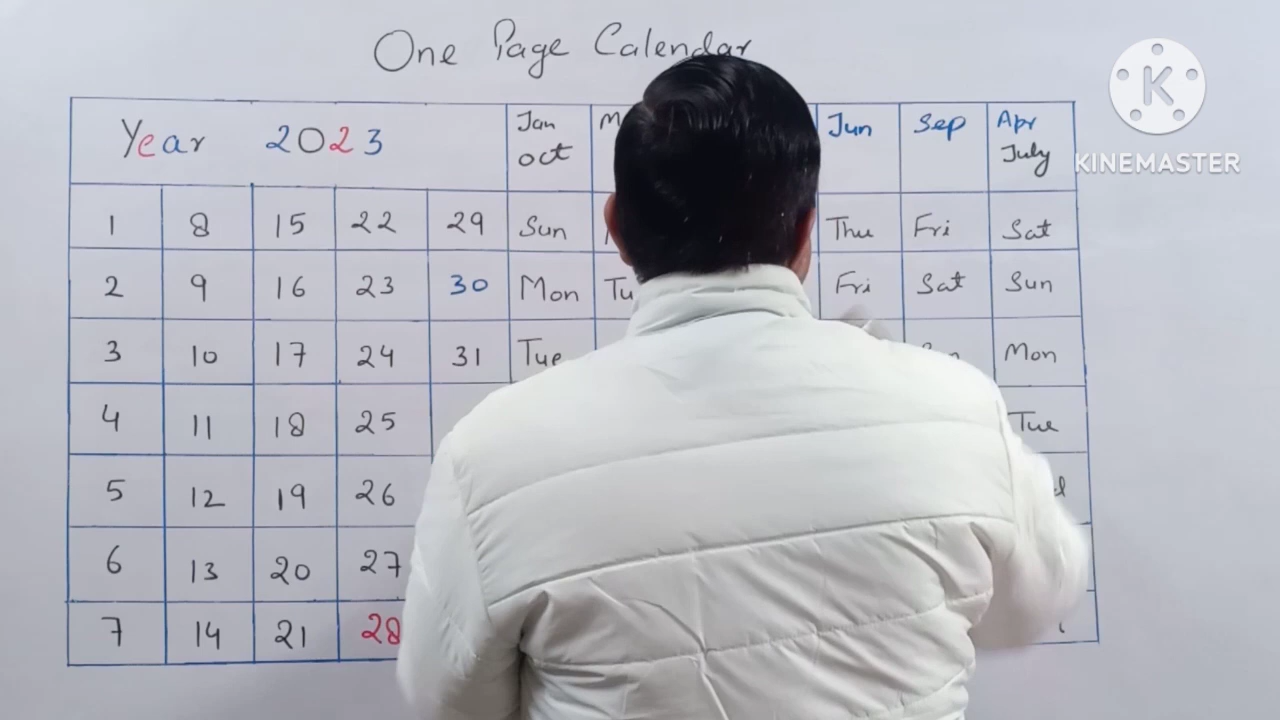 One Page Calendar
Year 2023 Jan oct Jun Sep Apr July
1 8 15 22 29 Sun Thu Fri Sat
2 9 16 23 30 Mon Fri Sat Sun
3 10 17 24 31 Tue Mon
4 11 18 25 Tue
5 12 19 26
6 13 20 27
7 14 21 28
K
KINEMASTER